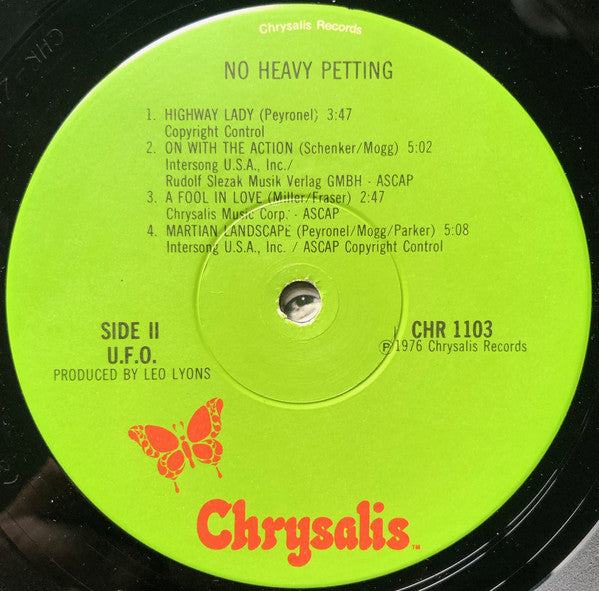 Chrysalis Records
NO HEAVY PETTING
1. HIGHWAY LADY (Peyronel) 3:47
Copyright Control
2. ON WITH THE ACTION (Schenker/Mogg) 5:02
Intersong U.S.A., Inc./
Rudolf Slezak Musik Verlag GMBH - ASCAP
3. A FOOL IN LOVE (Miller/Fraser) 2:47
Chrysalis Music Corp. - ASCAP
4. MARTIAN LANDSCAPE (Peyronel/Mogg/Parker) 5:08
Intersong U.S.A., Inc. / ASCAP Copyright Control
SIDE II
U.F.O.
PRODUCED BY LEO LYONS
CHR 1103
Ⓟ 1976 Chrysalis Records
Chrysalis™